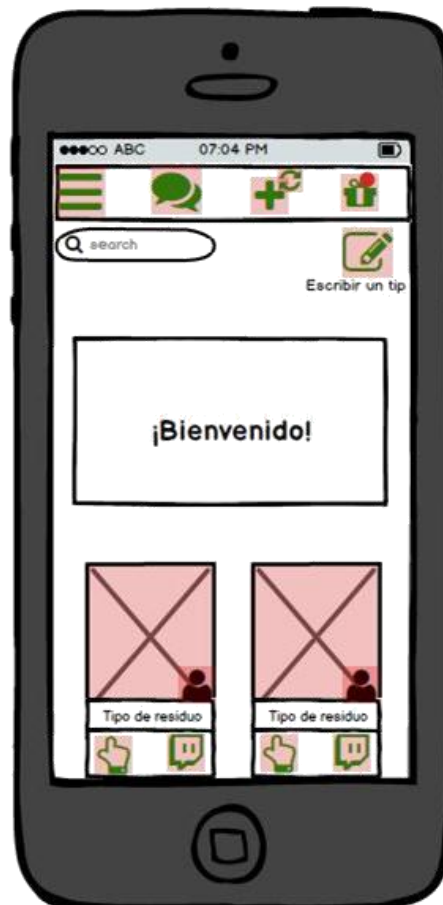 ABC 07:04 PM
search
Escribir un tip
¡Bienvenido!
Tipo de residuo Tipo de residuo